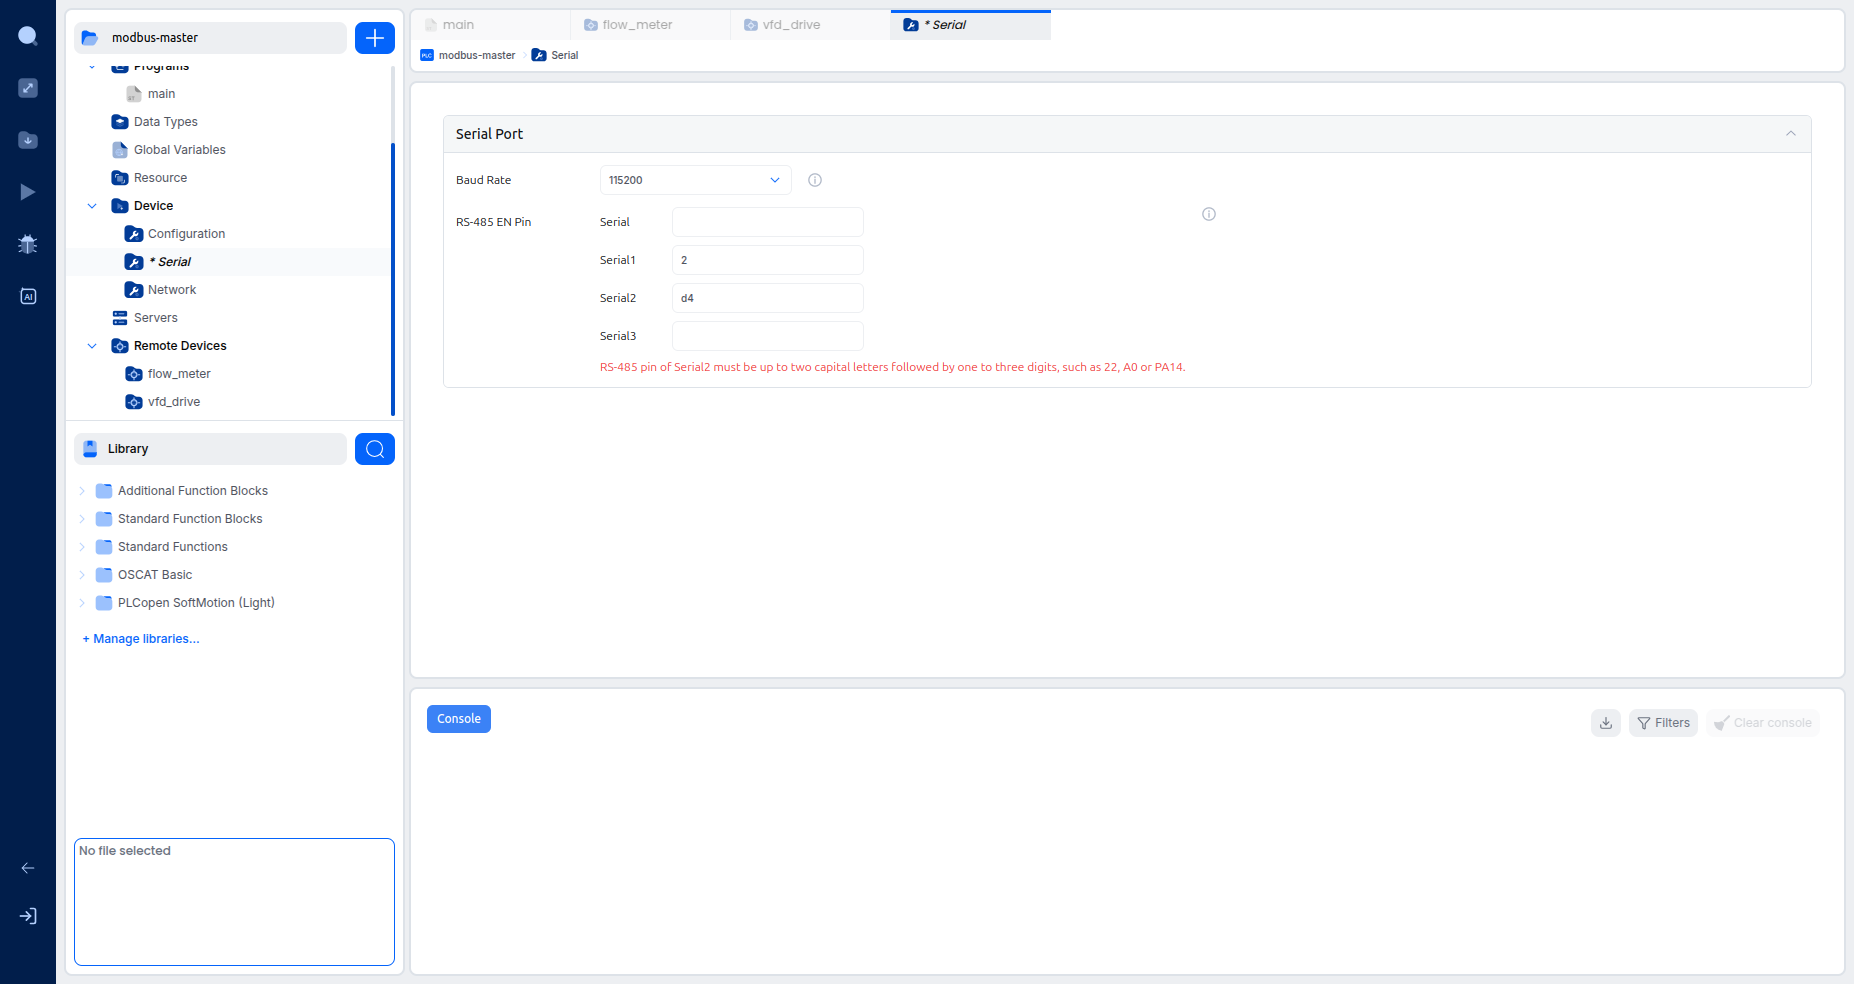 modbus-master
Programs
main
Data Types
Global Variables
Resource
Device
Configuration
* Serial
Network
Servers
Remote Devices
flow_meter
vfd_drive
Library
Additional Function Blocks
Standard Function Blocks
Standard Functions
OSCAT Basic
PLCopen SoftMotion (Light)
+ Manage libraries...
No file selected
AI
main
flow_meter
vfd_drive
* Serial
PLC modbus-master
Serial
Serial Port
Baud Rate
115200
RS-485 EN Pin
Serial
Serial1
2
Serial2
d4
Serial3
RS-485 pin of Serial2 must be up to two capital letters followed by one to three digits, such as 22, A0 or PA14.
Console
Filters
Clear console